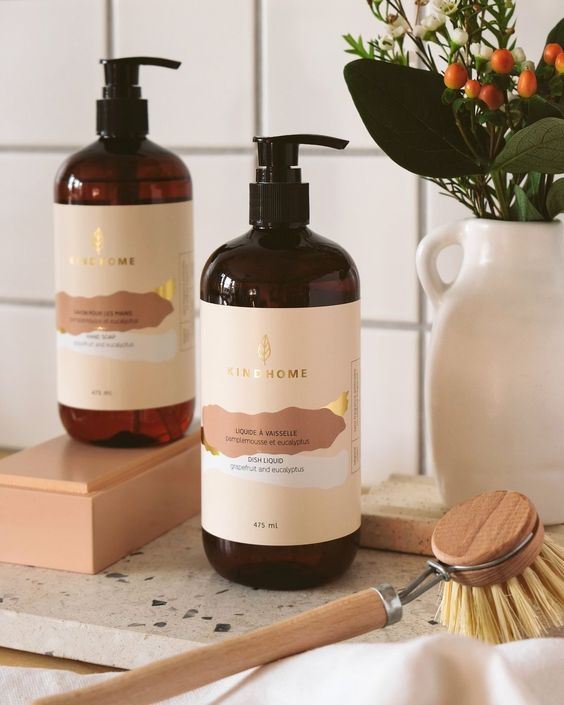 KINDHOME
SAVON POUR LES MAINS
pamplemousse et eucalyptus
HAND SOAP
grapefruit and eucalyptus
475 ml
KINDHOME
LIQUIDE À VAISSELLE
pamplemousse et eucalyptus
DISH LIQUID
grapefruit and eucalyptus
475 ml